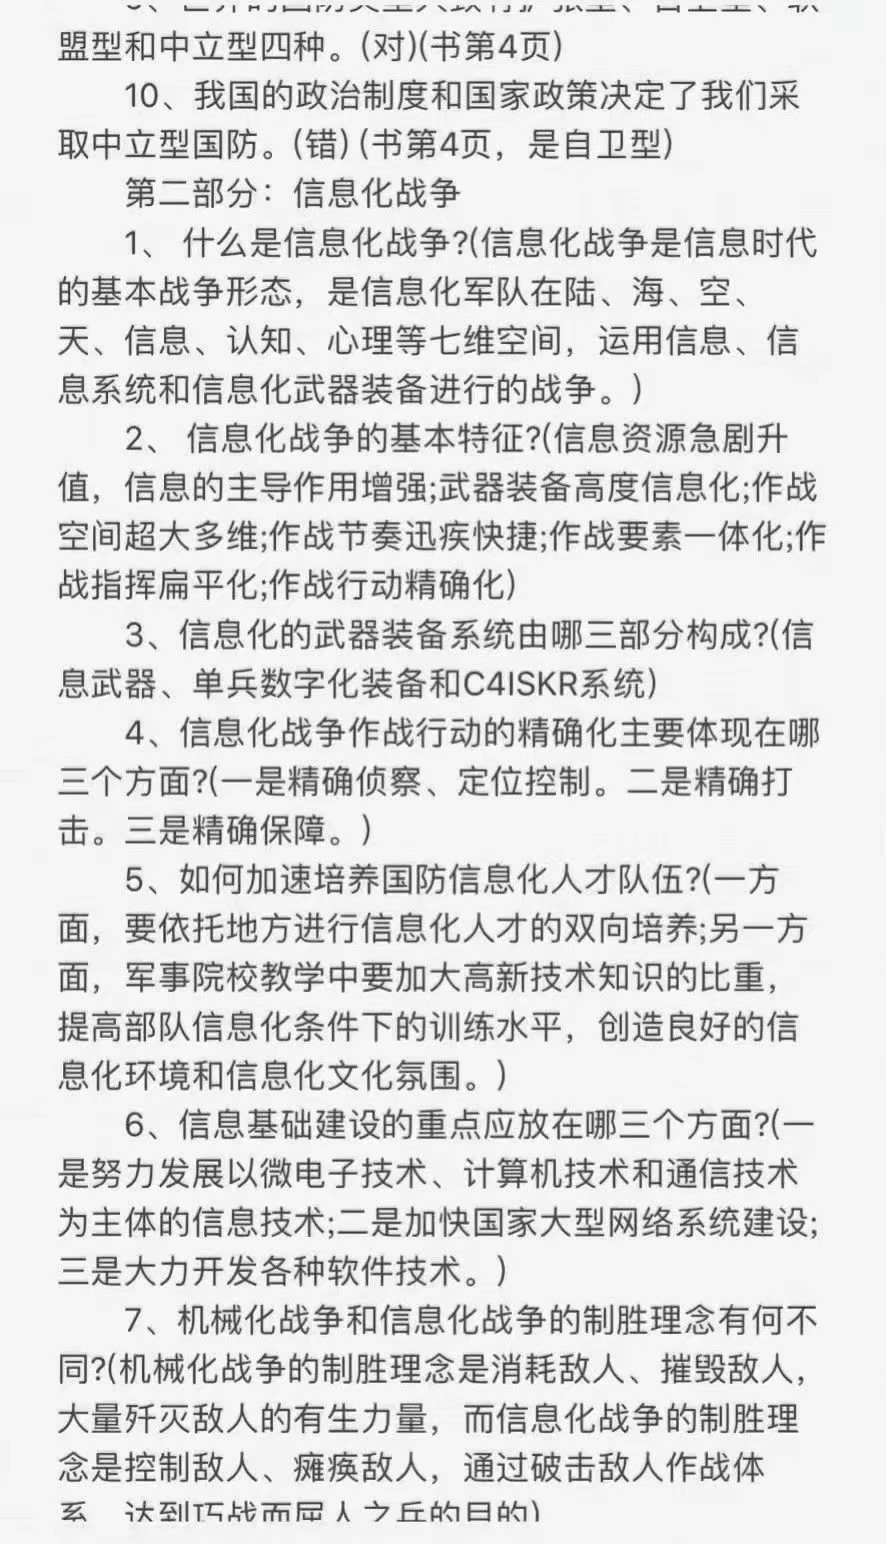 盟型和中立型四种。(对)(书第4页)
10、我国的政治制度和国家政策决定了我们采
取中立型国防。(错) (书第4页，是自卫型)
第二部分：信息化战争
1、 什么是信息化战争?(信息化战争是信息时代
的基本战争形态，是信息化军队在陆、海、空、
天、信息、认知、心理等七维空间，运用信息、信
息系统和信息化武器装备进行的战争。)
2、 信息化战争的基本特征?(信息资源急剧升
值，信息的主导作用增强;武器装备高度信息化;作战
空间超大多维;作战节奏迅疾快捷;作战要素一体化;作
战指挥扁平化;作战行动精确化)
3、信息化的武器装备系统由哪三部分构成?(信
息武器、单兵数字化装备和C4ISKR系统)
4、信息化战争作战行动的精确化主要体现在哪
三个方面?(一是精确侦察、定位控制。二是精确打
击。三是精确保障。)
5、如何加速培养国防信息化人才队伍?(一方
面，要依托地方进行信息化人才的双向培养;另一方
面，军事院校教学中要加大高新技术知识的比重，
提高部队信息化条件下的训练水平，创造良好的信
息化环境和信息化文化氛围。)
6、信息基础建设的重点应放在哪三个方面?(一
是努力发展以微电子技术、计算机技术和通信技术
为主体的信息技术;二是加快国家大型网络系统建设;
三是大力开发各种软件技术。)
7、机械化战争和信息化战争的制胜理念有何不
同?(机械化战争的制胜理念是消耗敌人、摧毁敌人，
大量歼灭敌人的有生力量，而信息化战争的制胜理
念是控制敌人、瘫痪敌人，通过破击敌人作战体
系，达到巧战而屈人之兵的目的)